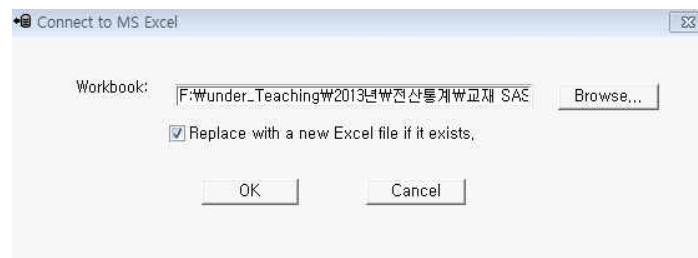 Connect to MS Excel
Workbook:
F:₩under_Teaching₩2013년₩전산통계₩교재 SAS
Browse...
Replace with a new Excel file if it exists,
OK
Cancel